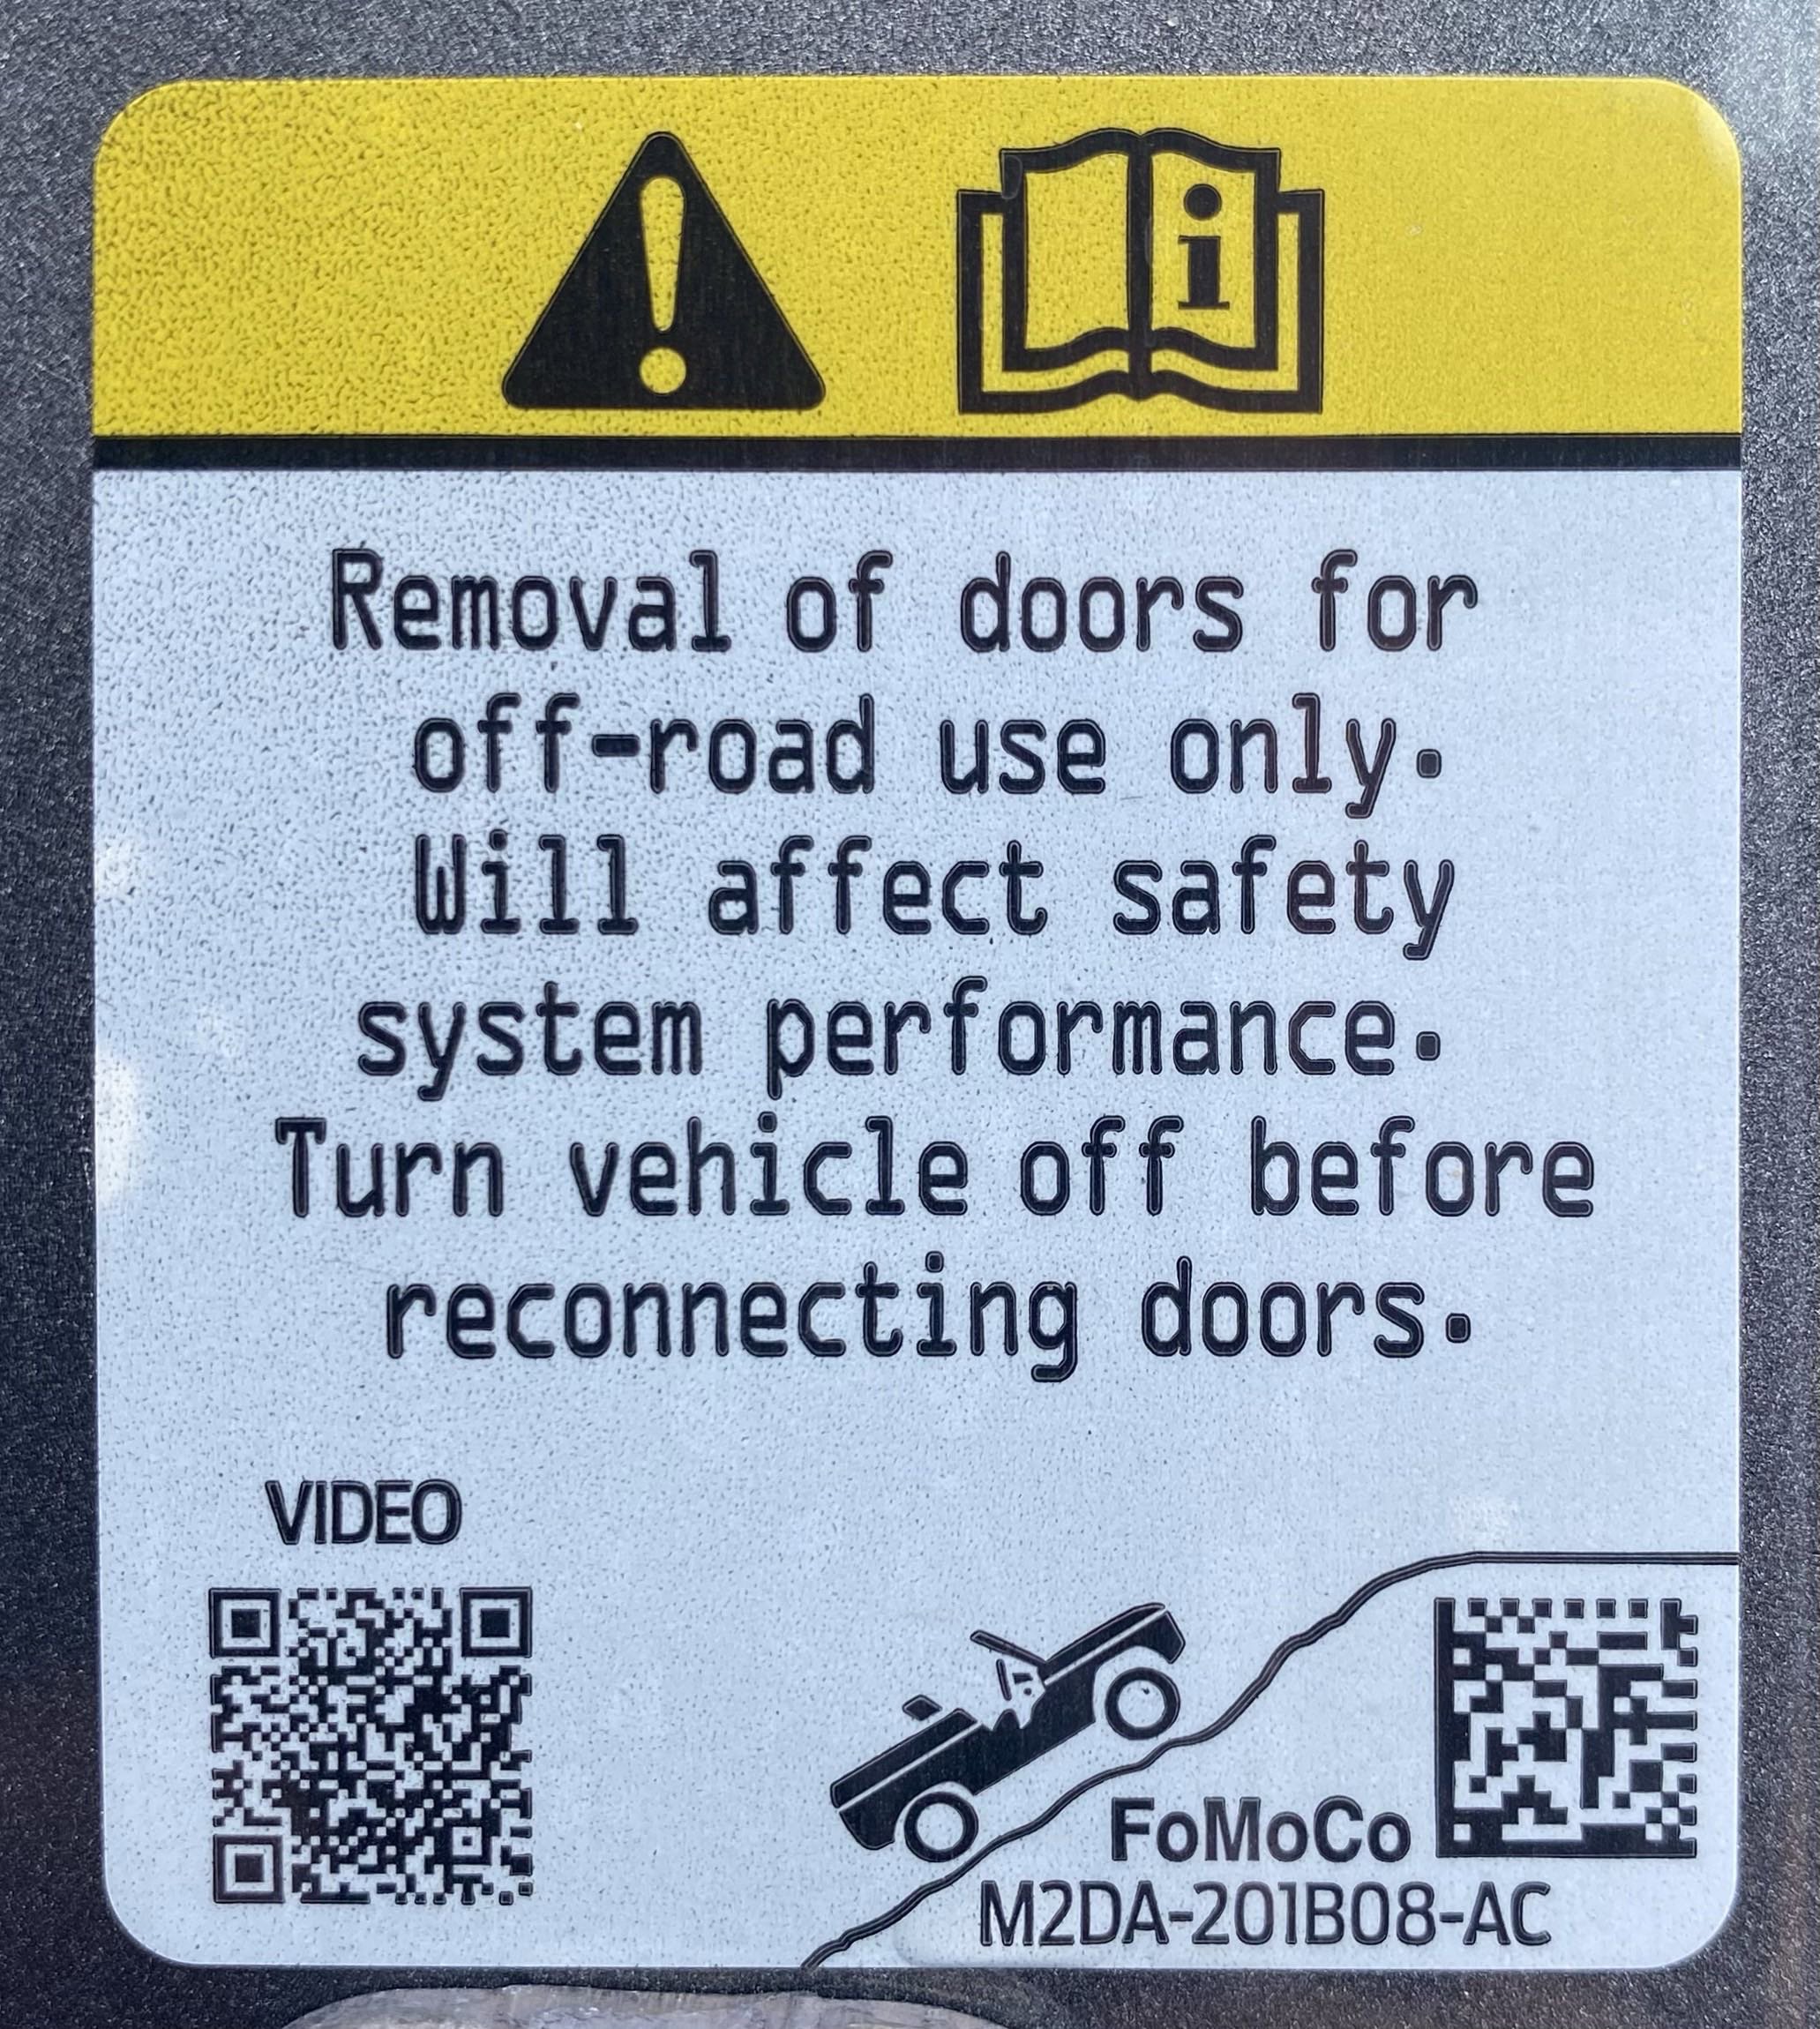 Removal of doors for
off-road use only.
Will affect safety
system performance.
Turn vehicle off before
reconnecting doors.
VIDEO
FoMoCo
M2DA-201B08-AC